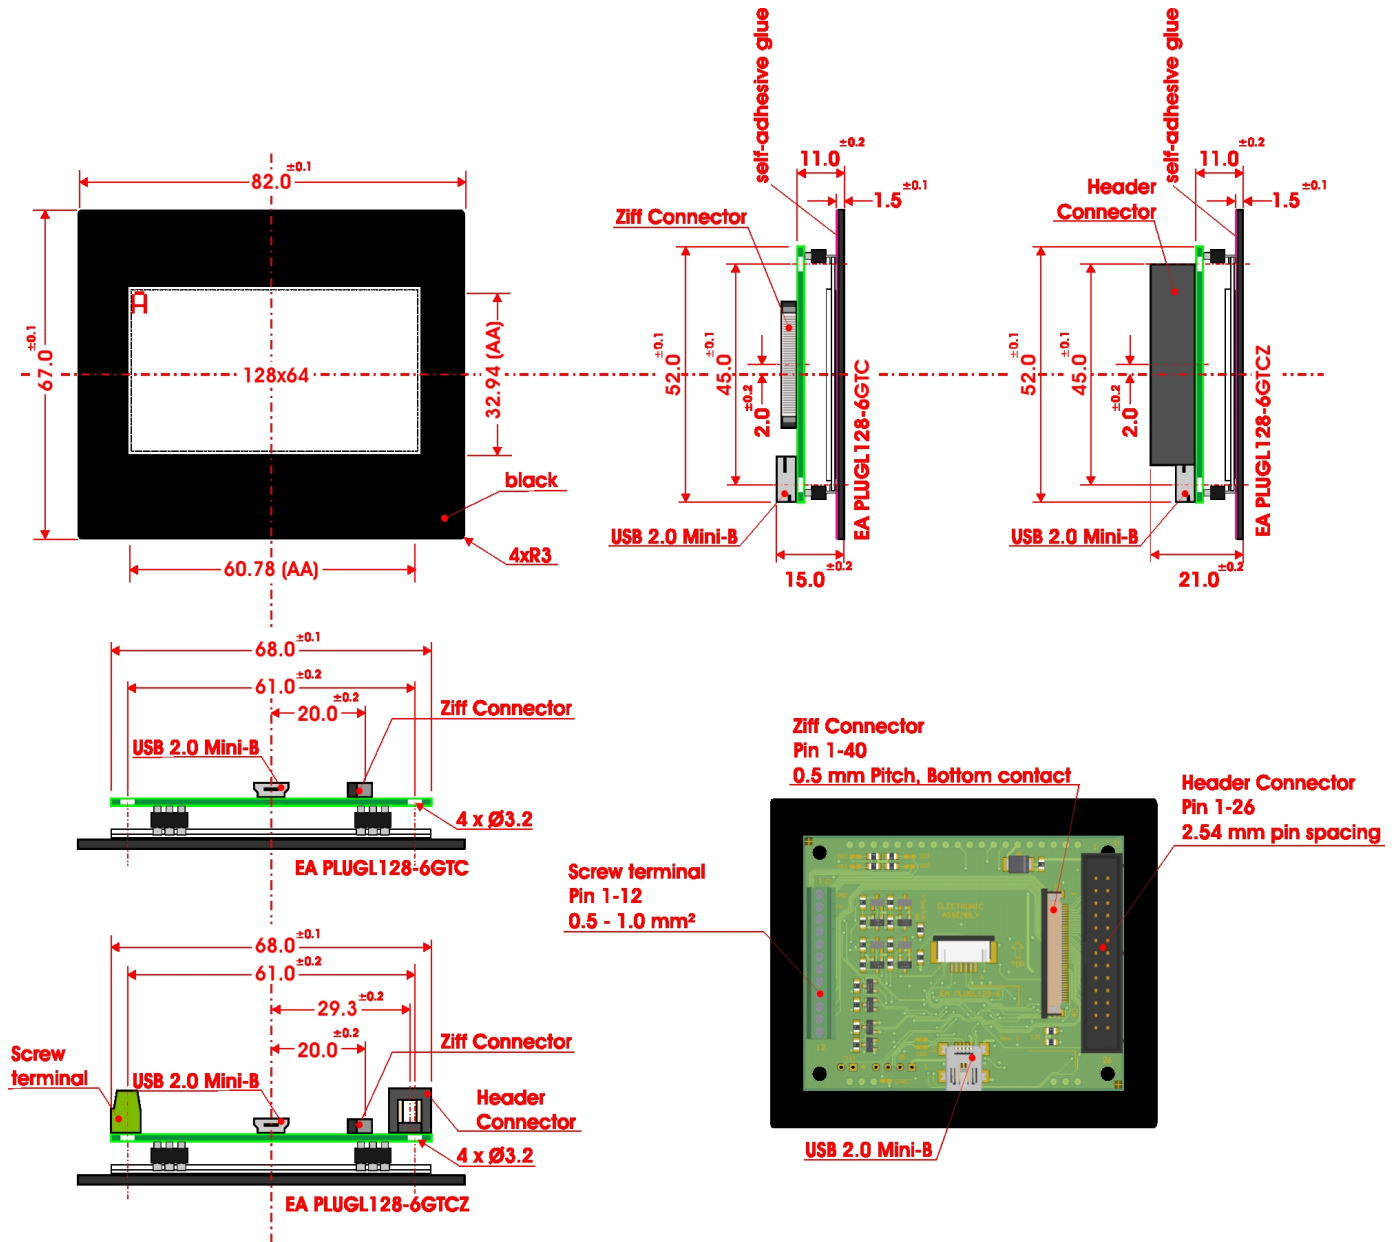 82.0 ±0.1
67.0 ±0.1
A
128x64
32.94 (AA)
black
4xR3
60.78 (AA)
self-adhesive glue
11.0 ±0.2
1.5 ±0.1
Ziff Connector
52.0 ±0.1
45.0 ±0.1
2.0 ±0.2
EA PLUGL128-6GTC
USB 2.0 Mini-B
15.0 ±0.2
self-adhesive glue
11.0 ±0.2
1.5 ±0.1
Header
Connector
52.0 ±0.1
45.0 ±0.1
2.0 ±0.2
EA PLUGL128-6GTCZ
USB 2.0 Mini-B
21.0 ±0.2
68.0 ±0.1
61.0 ±0.2
20.0 ±0.2
Ziff Connector
USB 2.0 Mini-B
4 x Ø3.2
EA PLUGL128-6GTC
68.0 ±0.1
61.0 ±0.2
29.3 ±0.2
20.0 ±0.2
Ziff Connector
Screw
terminal
USB 2.0 Mini-B
Header
Connector
4 x Ø3.2
EA PLUGL128-6GTCZ
Ziff Connector
Pin 1-40
0.5 mm Pitch, Bottom contact
Header Connector
Pin 1-26
2.54 mm pin spacing
Screw terminal
Pin 1-12
0.5 - 1.0 mm²
ELECTRONIC
ASSEMBLY
TOP
EA PLUGL128-6
12
USB 2.0 Mini-B